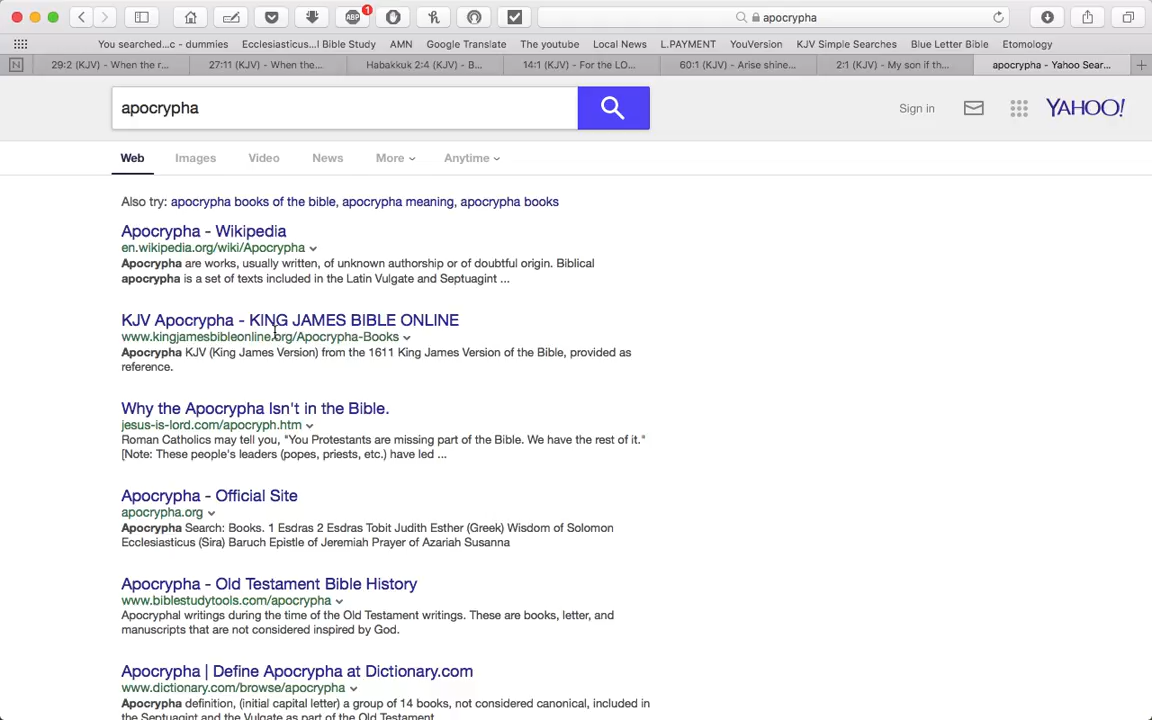 1
ABP
apocrypha
You searched...c - dummies
Ecclesiasticus...l Bible Study
AMN
Google Translate
The youtube
Local News
L.PAYMENT
YouVersion
KJV Simple Searches
Blue Letter Bible
Etomology
N
29:2 (KJV) - When the r...
27:11 (KJV) - When the...
Habakkuk 2:4 (KJV) - B...
14:1 (KJV) - For the LO...
60:1 (KJV) - Arise shine...
2:1 (KJV) - My son if th...
apocrypha - Yahoo Sear...
apocrypha
Sign in
YAHOO!
Web
Images
Video
News
More
Anytime
Also try: apocrypha books of the bible, apocrypha meaning, apocrypha books
Apocrypha - Wikipedia
en.wikipedia.org/wiki/Apocrypha
Apocrypha are works, usually written, of unknown authorship or of doubtful origin. Biblical
apocrypha is a set of texts included in the Latin Vulgate and Septuagint ...
KJV Apocrypha - KING JAMES BIBLE ONLINE
www.kingjamesbibleonline.org/Apocrypha-Books
Apocrypha KJV (King James Version) from the 1611 King James Version of the Bible, provided as
reference.
Why the Apocrypha Isn't in the Bible.
jesus-is-lord.com/apocryph.htm
Roman Catholics may tell you, "You Protestants are missing part of the Bible. We have the rest of it."
[Note: These people's leaders (popes, priests, etc.) have led ...
Apocrypha - Official Site
apocrypha.org
Apocrypha Search: Books. 1 Esdras 2 Esdras Tobit Judith Esther (Greek) Wisdom of Solomon
Ecclesiasticus (Sira) Baruch Epistle of Jeremiah Prayer of Azariah Susanna
Apocrypha - Old Testament Bible History
www.biblestudytools.com/apocrypha
Apocryphal writings during the time of the Old Testament writings. These are books, letter, and
manuscripts that are not considered inspired by God.
Apocrypha | Define Apocrypha at Dictionary.com
www.dictionary.com/browse/apocrypha
Apocrypha definition, (initial capital letter) a group of 14 books, not considered canonical, included in
the Septuagint and the Vulgate as part of the Old Testament.